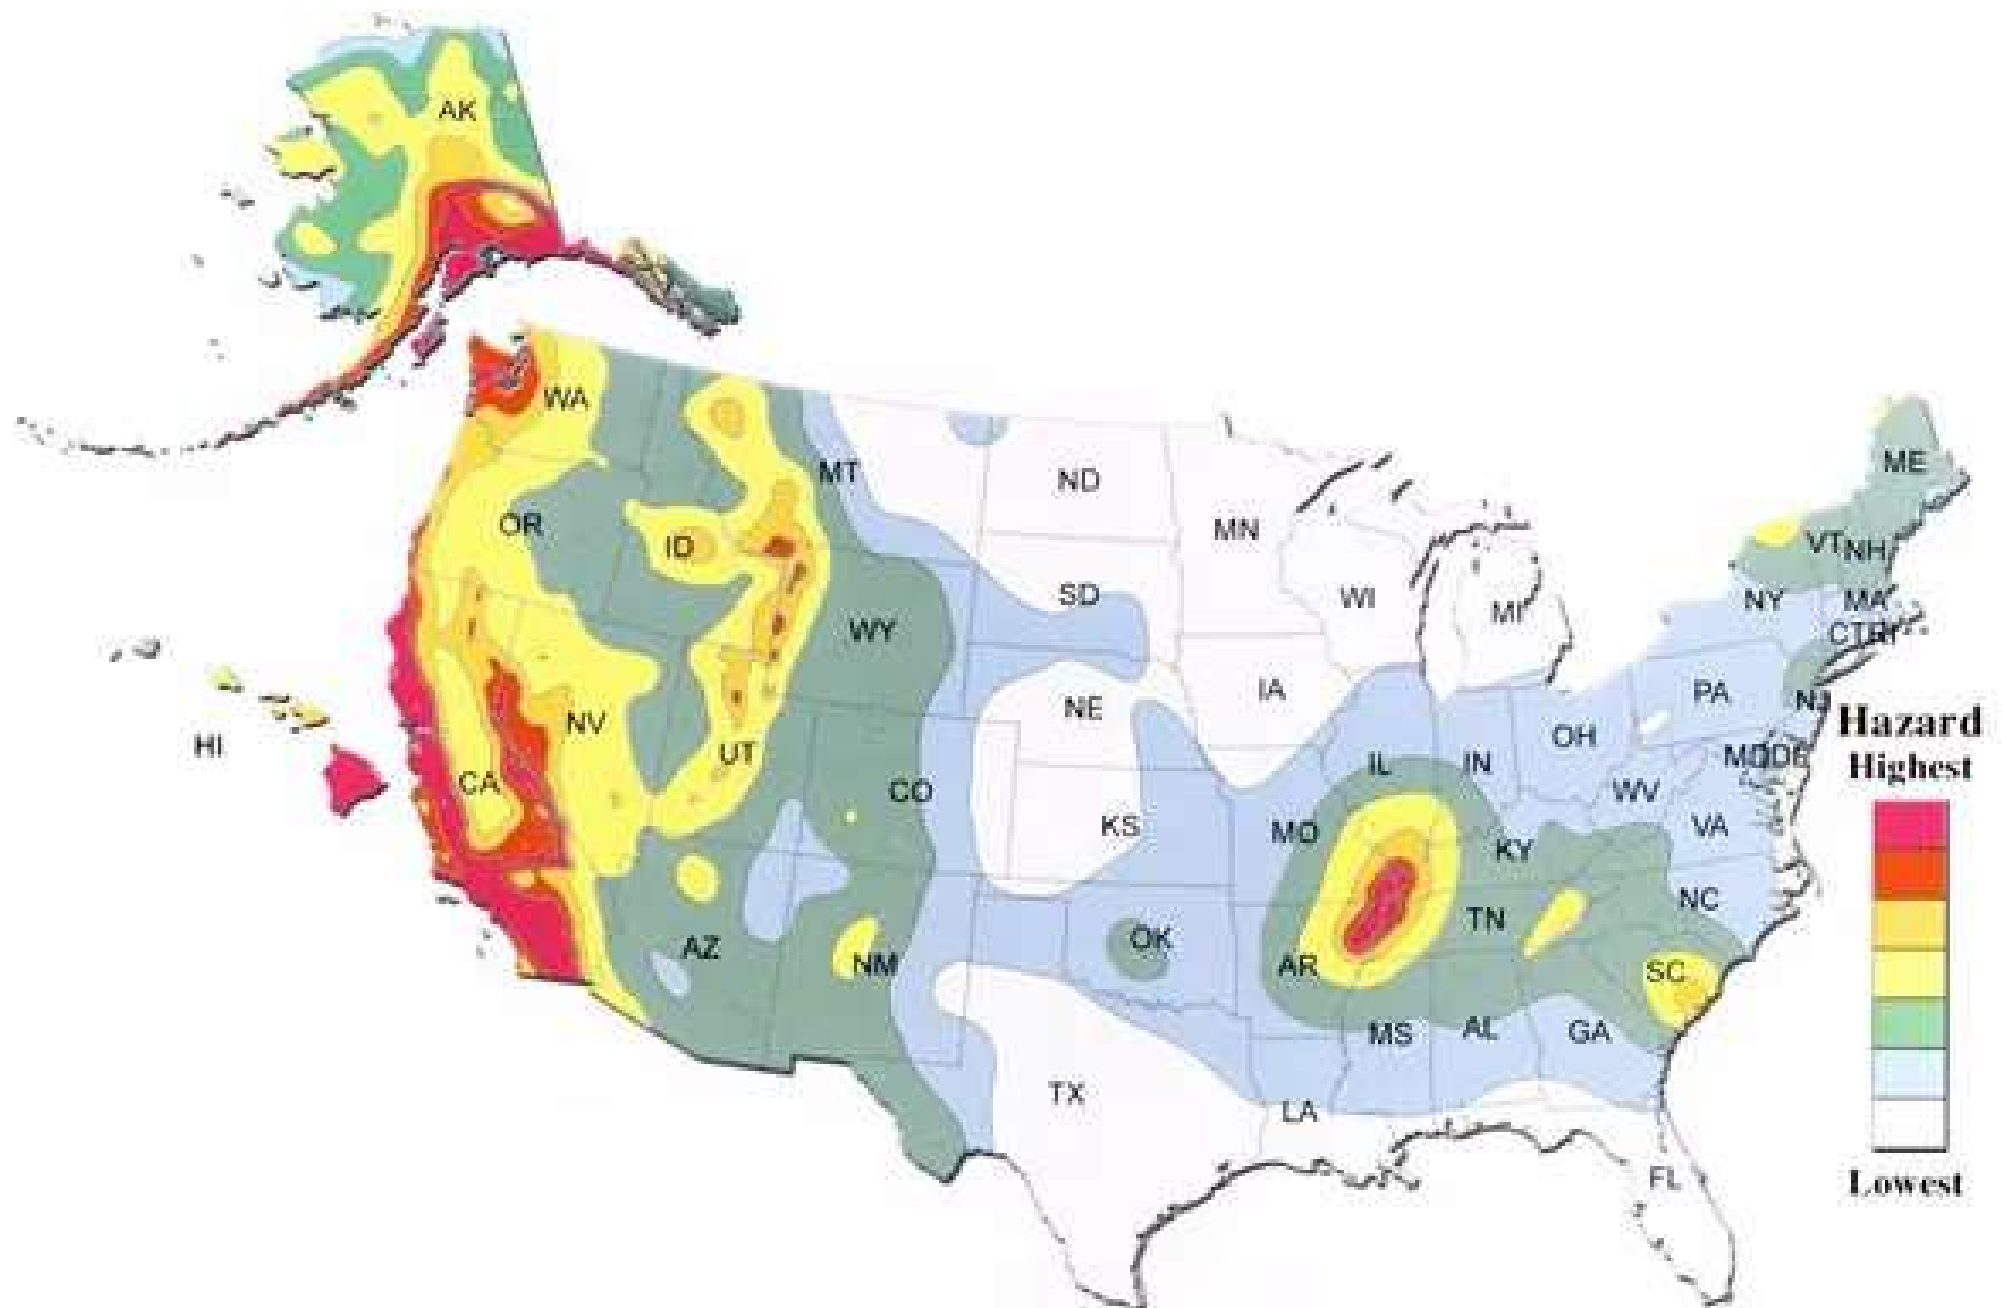 AK
WA
MT
ND
ME
OR
MN
VT NH
ID
SD
WI
MI
NY
MA
WY
CT RI
NE
IA
PA
NJ
HI
NV
UT
OH
Hazard
CA
CO
IL
IN
MD DE
Highest
WV
KS
MO
VA
KY
NC
AZ
OK
TN
NM
AR
SC
MS
AL
GA
TX
LA
FL
Lowest